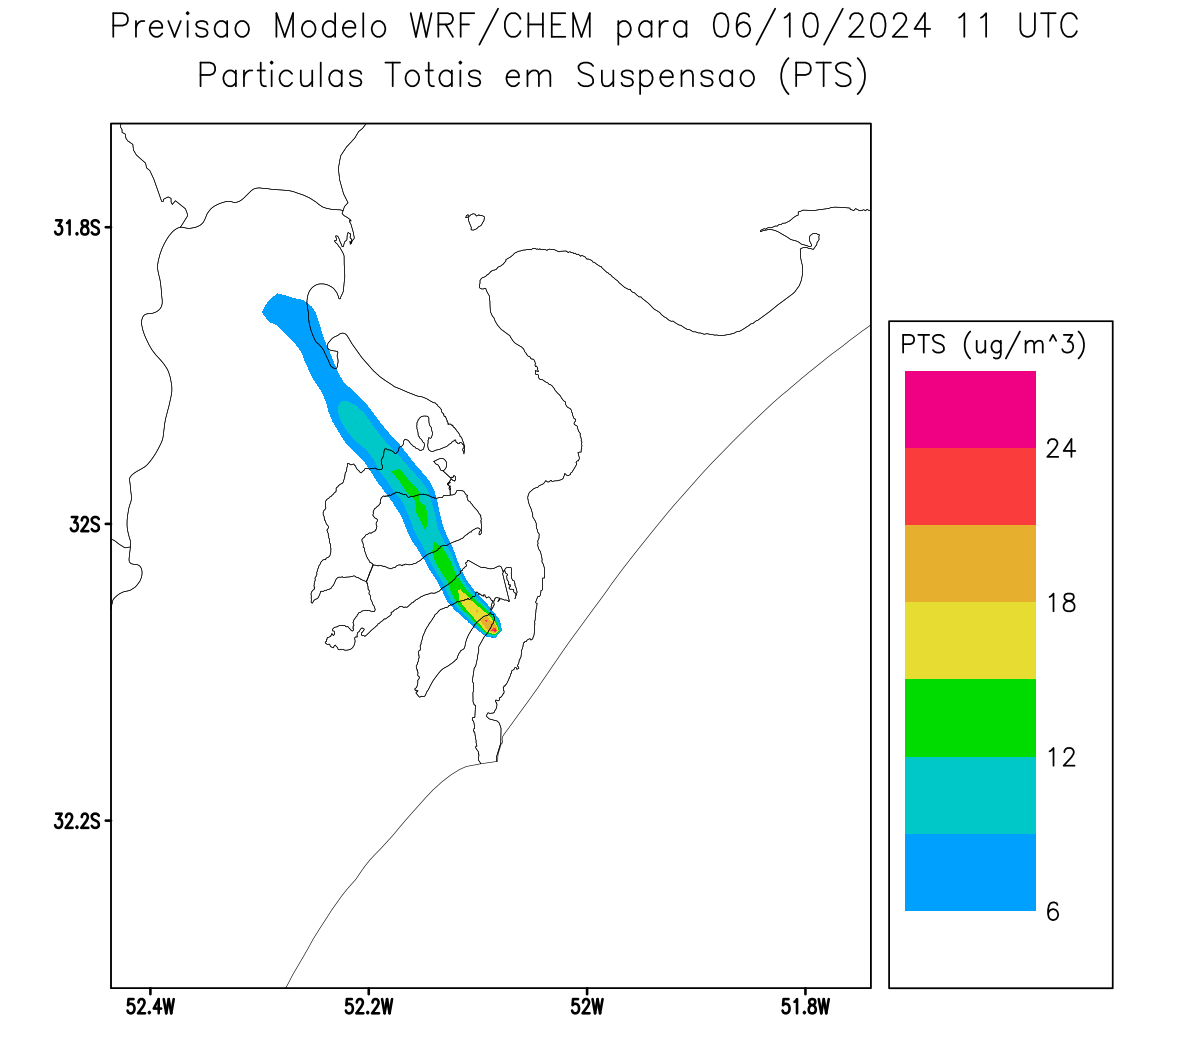 Previsao Modelo WRF/CHEM para 06/10/2024 11 UTC
Particulas Totais em Suspensao (PTS)
31.8S
32S
32.2S
52.4W
52.2W
52W
51.8W
PTS (ug/m^3)
24
18
12
6